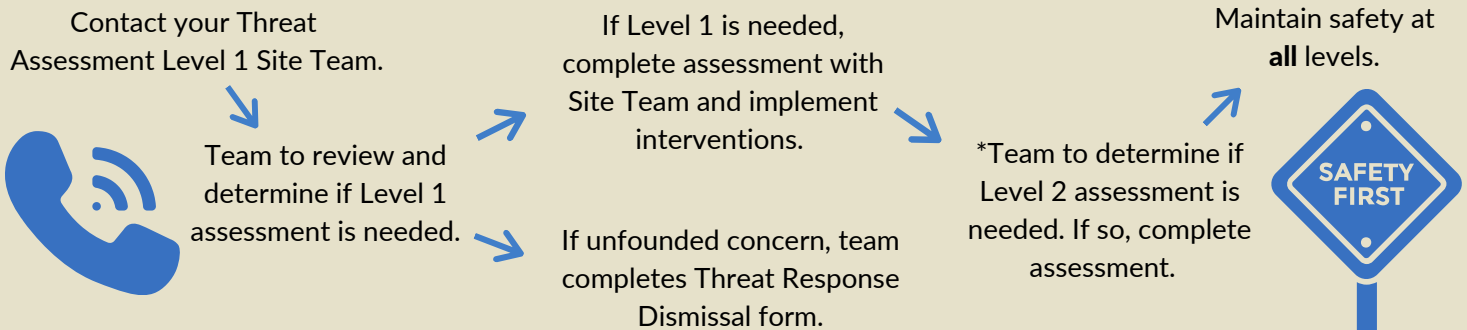 Contact your Threat
Assessment Level 1 Site Team.
Team to review and
determine if Level 1
assessment is needed.
If Level 1 is needed,
complete assessment with
Site Team and implement
interventions.
If unfounded concern, team
completes Threat Response
Dismissal form.
*Team to determine if
Level 2 assessment is
needed. If so, complete
assessment.
Maintain safety at
all levels.
SAFETY
FIRST